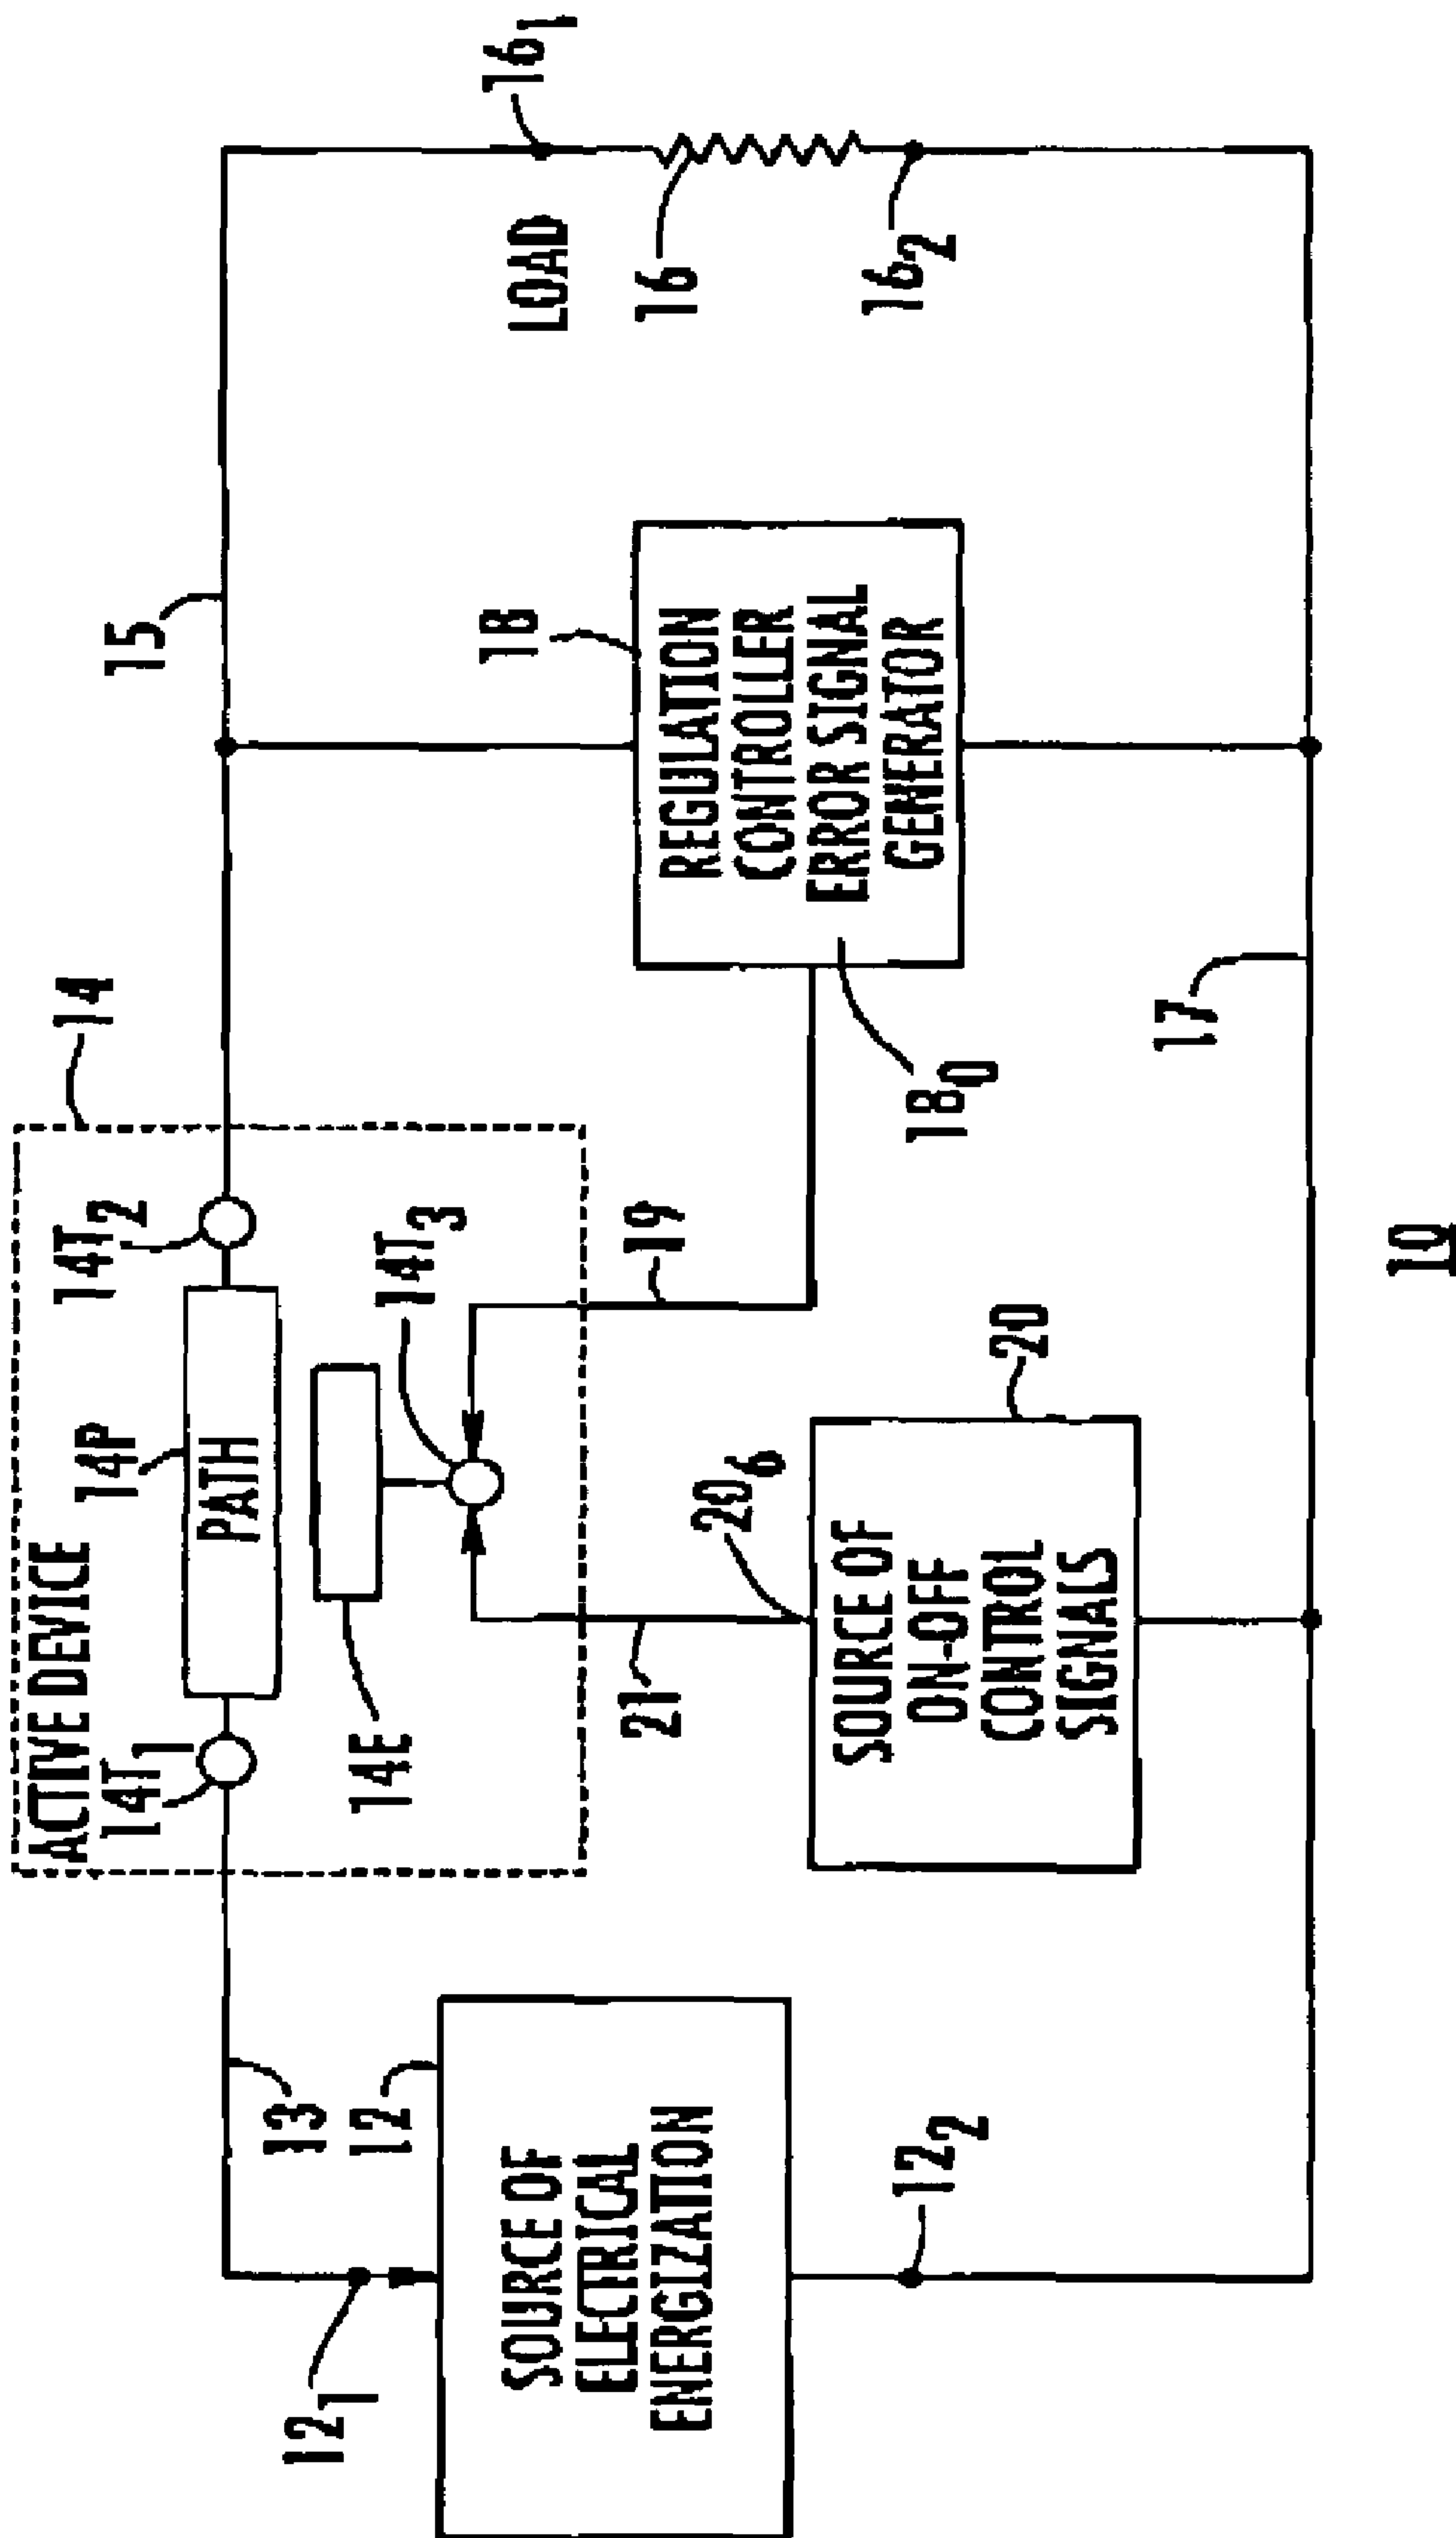 ACTIVE DEVICE
14
14T1
14P
14T2
PATH
14E
14T3
13
15
12
121
SOURCE OF
ELECTRICAL
ENERGIZATION
122
21
19
206
20
SOURCE OF
ON-OFF
CONTROL
SIGNALS
18
REGULATION
CONTROLLER
ERROR SIGNAL
GENERATOR
180
LOAD
161
16
162
17
10